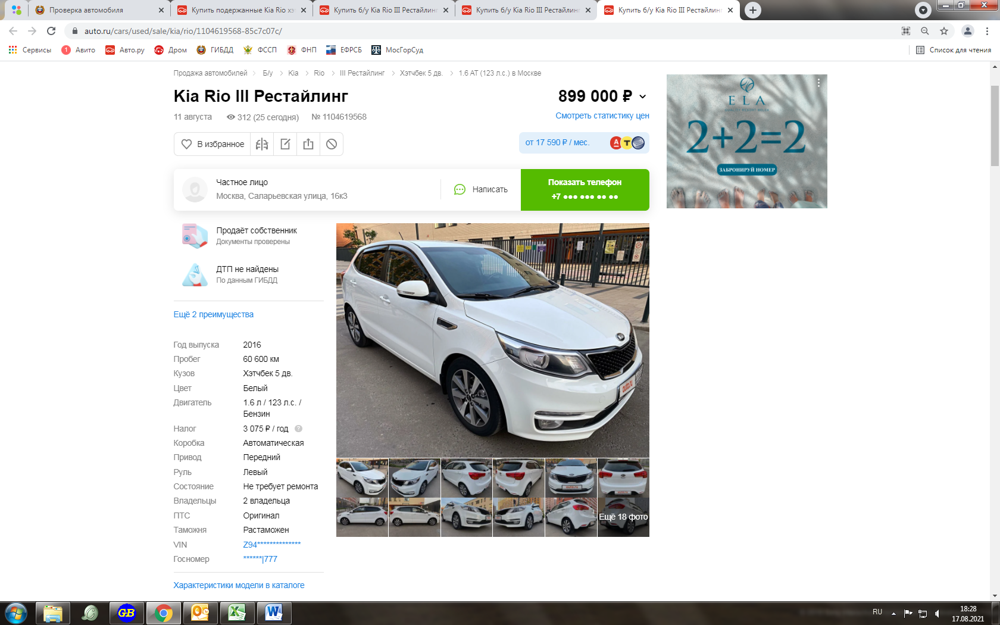 Проверка автомобиля
Купить подержанные Kia Rio хэт
Купить б/у Kia Rio III Рестайлинг
Купить б/у Kia Rio III Рестайлинг
Купить б/у Kia Rio III Рестайлинг
auto.ru/cars/used/sale/kia/rio/1104619568-85c7c07c/
Сервисы
1 Авито
Авто.ру
Дром
ГИБДД
ФССП
ФНП
ЕФРСБ
МосГорСуд
Список для чтения
Продажа автомобилей > Б/у > Kia > Rio > III Рестайлинг > Хэтчбек 5 дв. > 1.6 AT (123 л.с.) в Москве
Kia Rio III Рестайлинг
899 000 ₽
11 августа 312 (25 сегодня) № 1104619568
Смотреть статистику цен
В избранное
от 17 590 ₽ / мес.
А Т
Частное лицо
Москва, Саларьевская улица, 16к3
Написать
Показать телефон
+7 ●●● ●●● ●● ●●
ELA
2+2=2
ЗАБРОНИРУЙ НОМЕР
Продаёт собственник
Документы проверены
ДТП не найдены
По данным ГИБДД
Ещё 2 преимущества
Год выпуска 2016
Пробег 60 600 км
Кузов Хэтчбек 5 дв.
Цвет Белый
Двигатель 1.6 л / 123 л.с. /
Бензин
Налог 3 075 ₽ / год ?
Коробка Автоматическая
Привод Передний
Руль Левый
Состояние Не требует ремонта
Владельцы 2 владельца
ПТС Оригинал
Таможня Растаможен
VIN Z94**************
Госномер ******|777
Характеристики модели в каталоге
auto.ru
auto.ru
Ещё 18 фото
GB
RU
18:28
17.08.2021